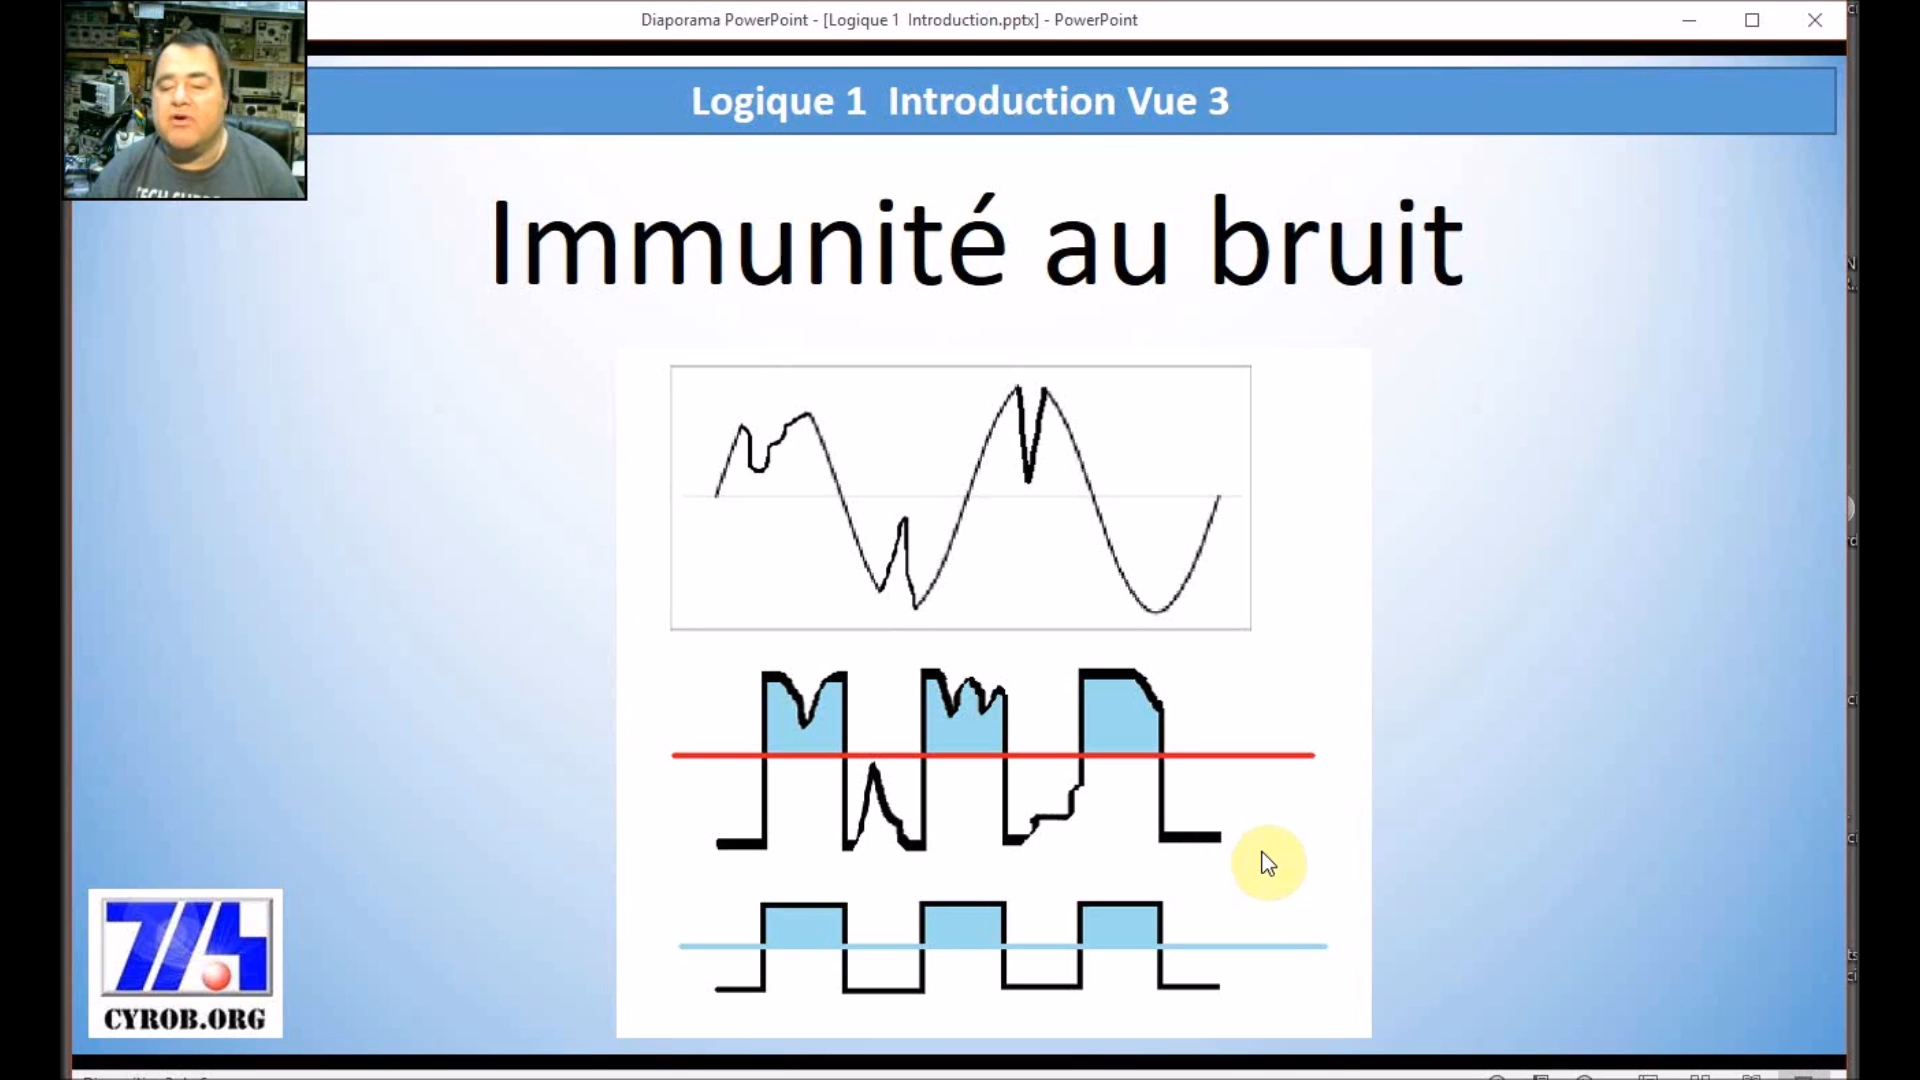 Diaporama PowerPoint - [Logique 1 Introduction.pptx] - PowerPoint
Logique 1 Introduction Vue 3
Immunité au bruit
CYROB.ORG